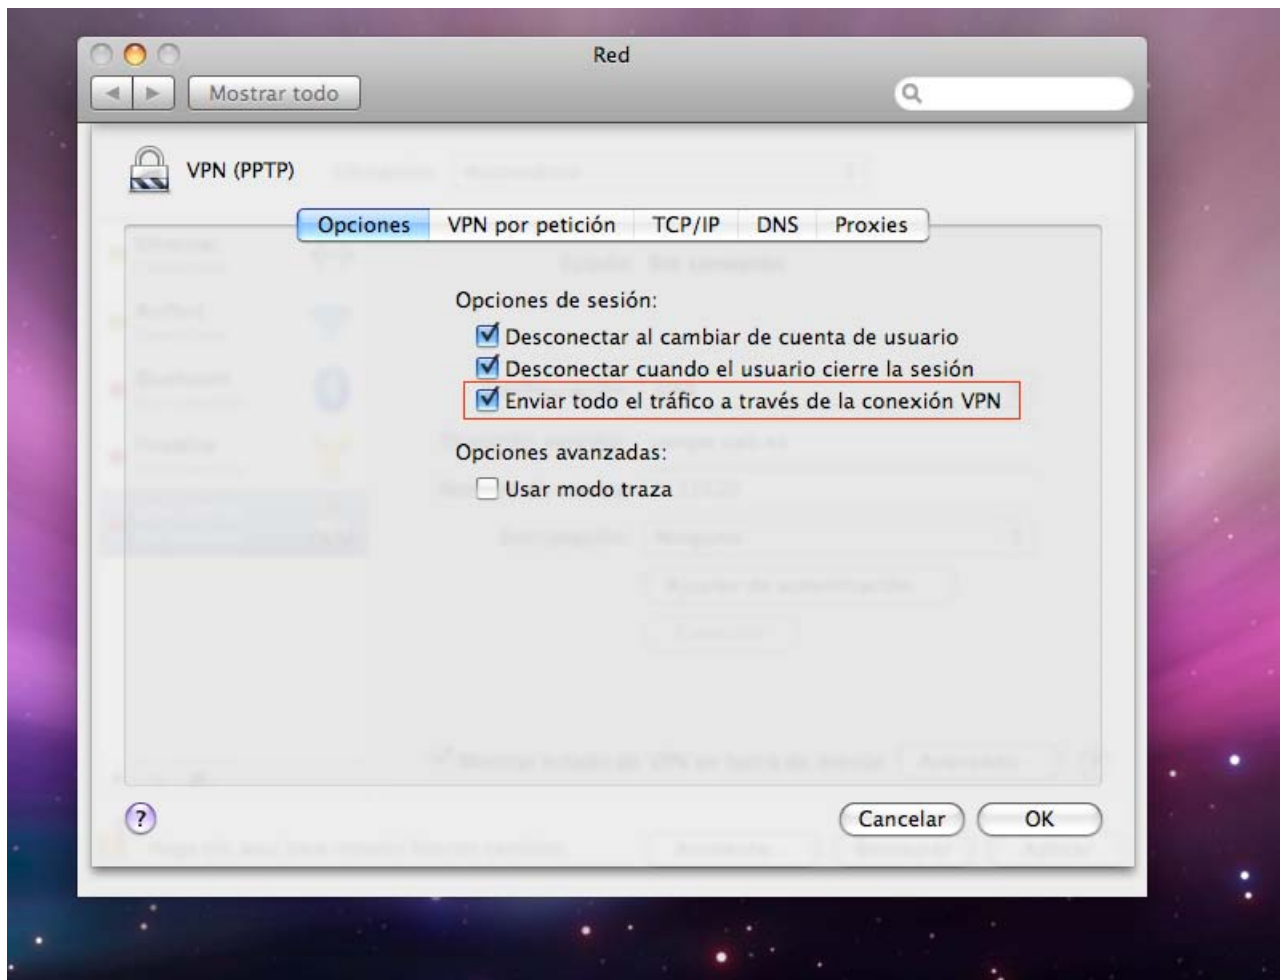 Red
Mostrar todo
VPN (PPTP)
Opciones VPN por petición TCP/IP DNS Proxies
Opciones de sesión:
Desconectar al cambiar de cuenta de usuario
Desconectar cuando el usuario cierre la sesión
Enviar todo el tráfico a través de la conexión VPN
Opciones avanzadas:
Usar modo traza
?
Cancelar OK